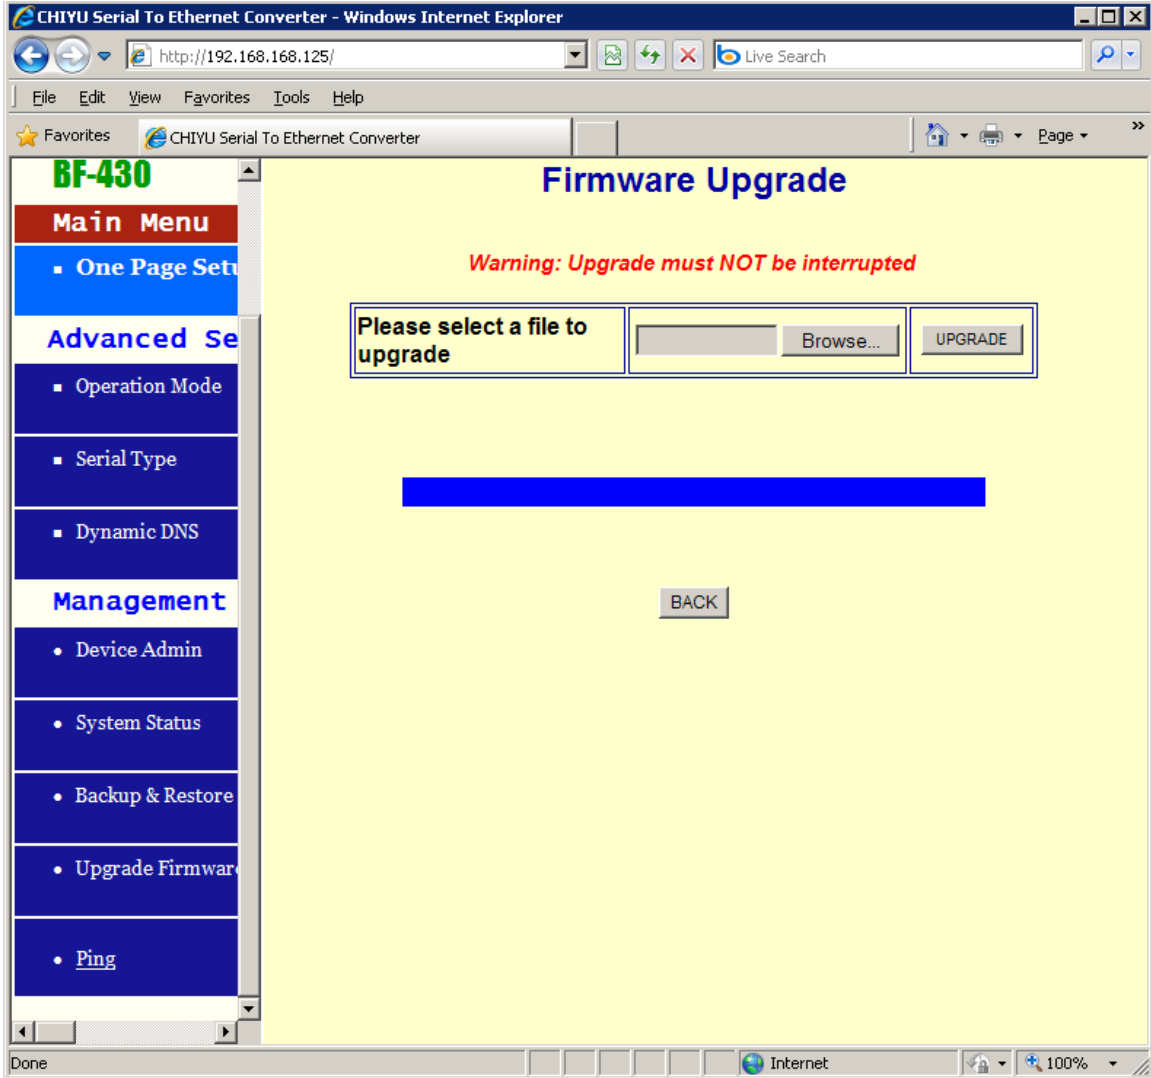 CHIYU Serial To Ethernet Converter - Windows Internet Explorer
http://192.168.168.125/
Live Search
File Edit View Favorites Tools Help
Favorites
CHIYU Serial To Ethernet Converter
Page
BF-430
Main Menu
One Page Setu
Advanced Se
Operation Mode
Serial Type
Dynamic DNS
Management
Device Admin
System Status
Backup & Restore
Upgrade Firmware
Ping
Firmware Upgrade
Warning: Upgrade must NOT be interrupted
Please select a file to
upgrade
Browse...
UPGRADE
BACK
Done
Internet
100%